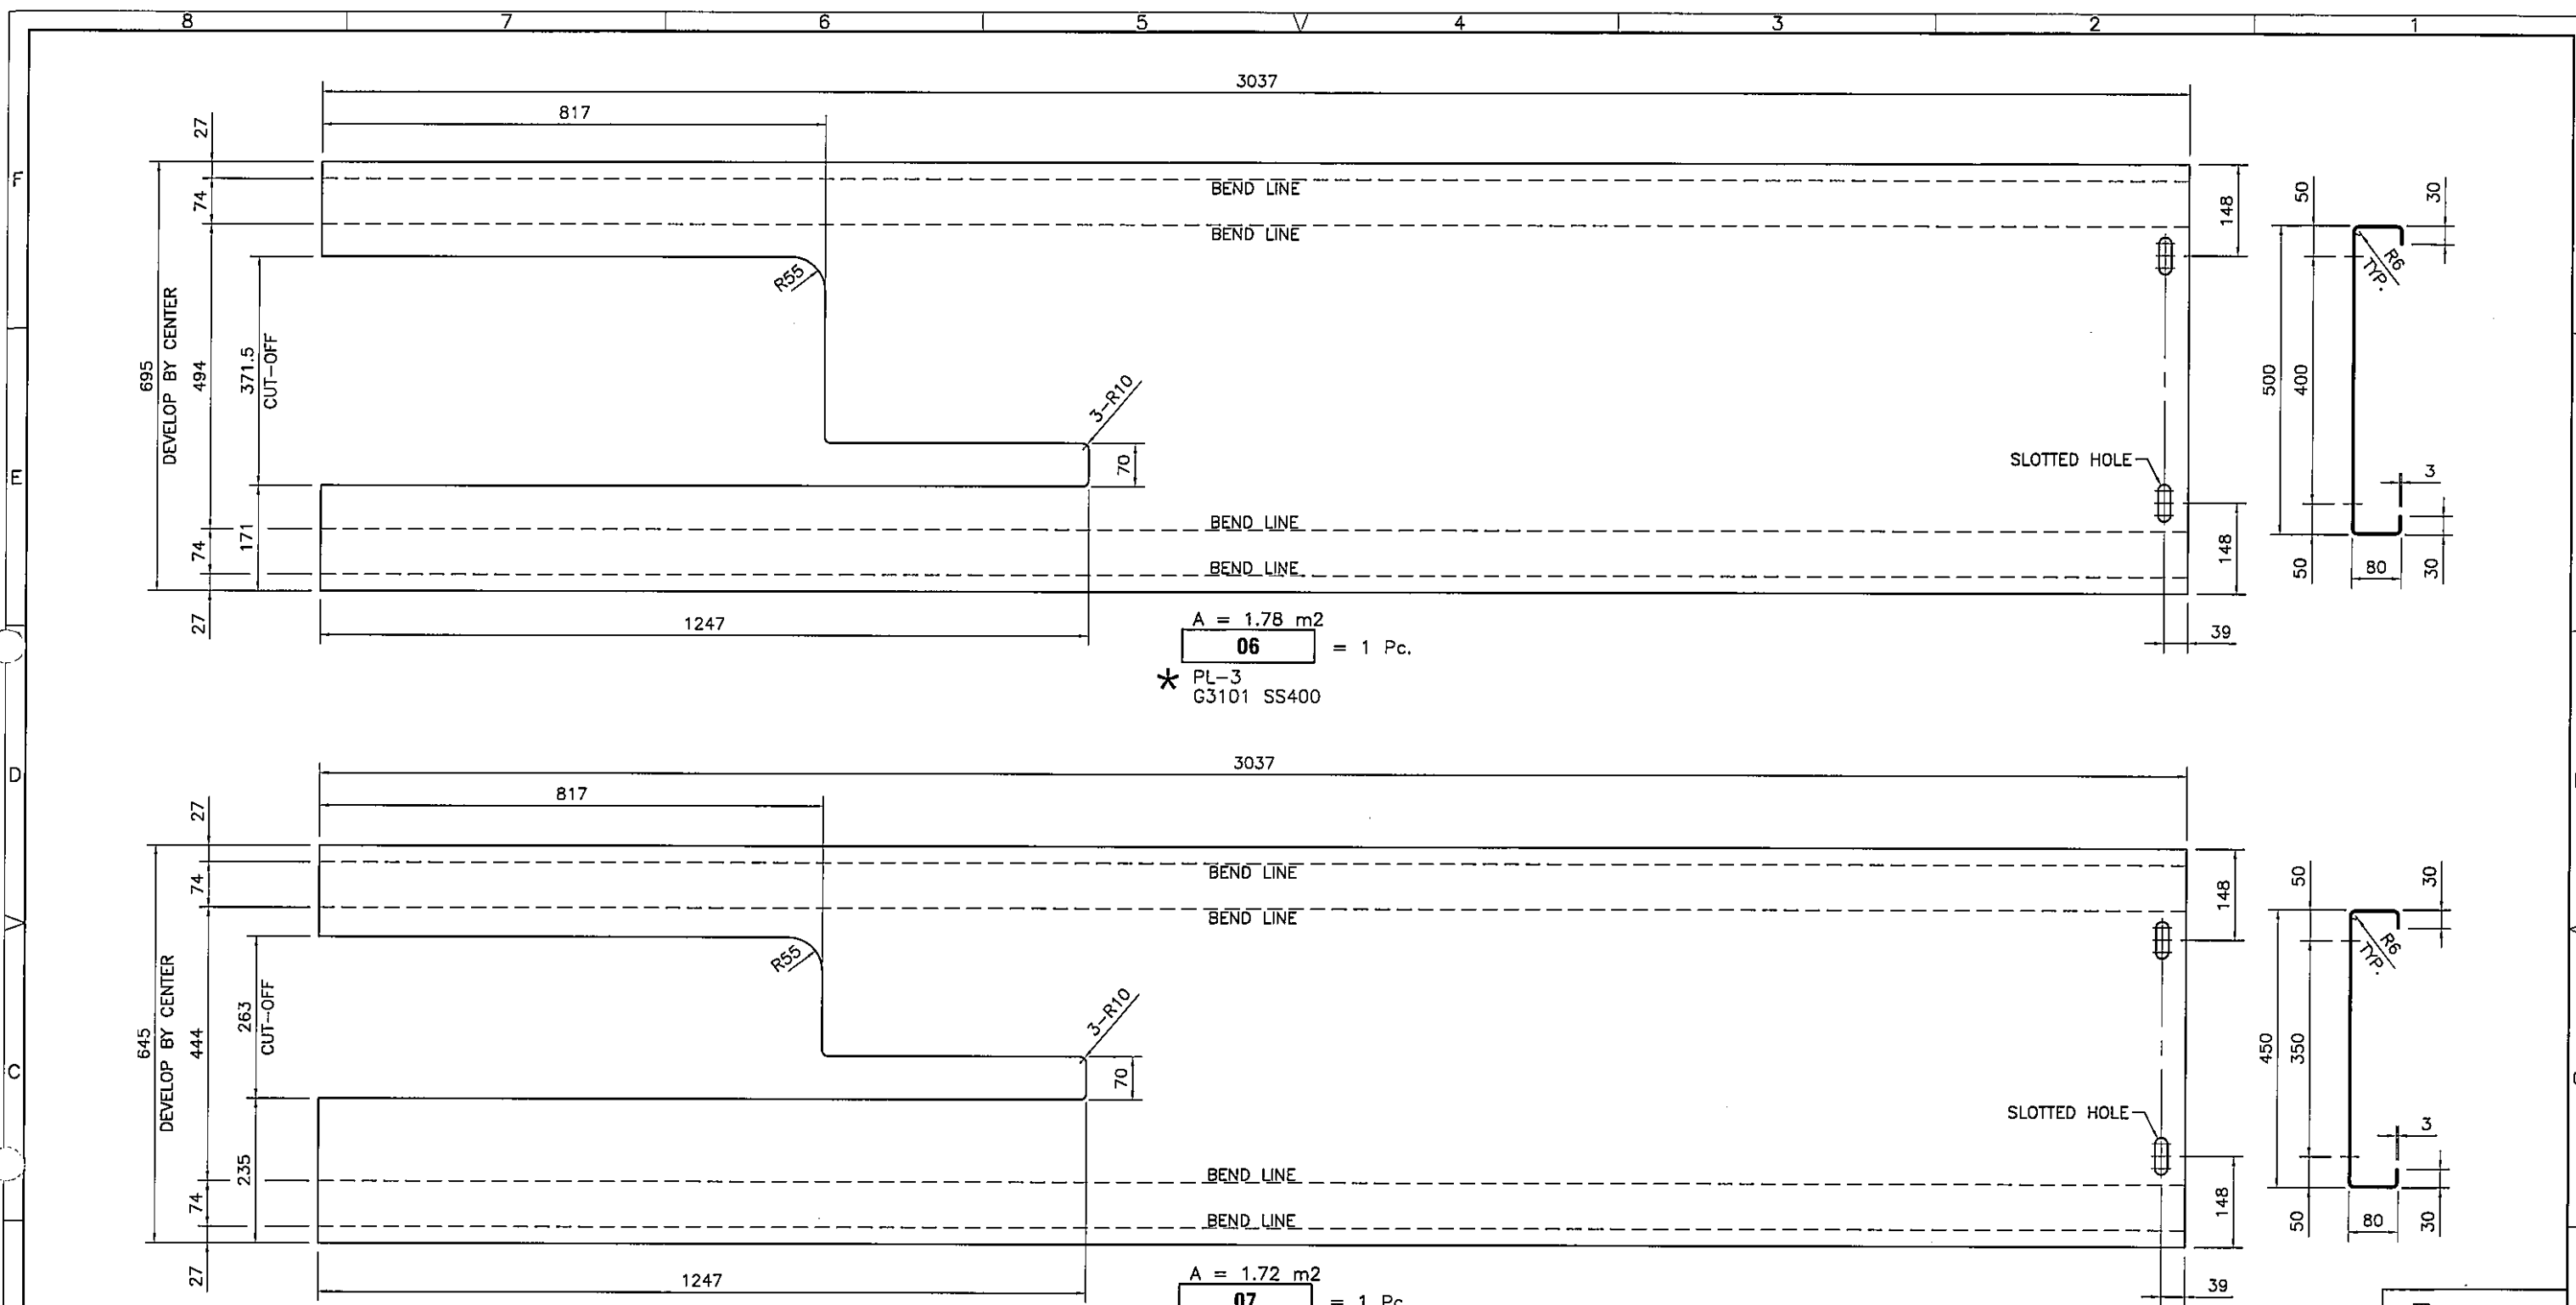 8 7 6 5 4 3 2 1
3037
817
27
F
BEND LINE
74
50
30
148
BEND LINE
R55
R6
TYP.
695
DEVELOP BY CENTER
494
371.5
CUT-OFF
500
400
3-R10
E
70
SLOTTED HOLE
3
BEND LINE
74
171
148
BEND LINE
50
80
30
27
1247
A = 1.78 m2
06 = 1 Pc.
39
* PL-3
G3101 SS400
3037
D
817
27
BEND LINE
74
50
30
148
BEND LINE
R55
R6
TYP.
645
DEVELOP BY CENTER
444
263
CUT-OFF
450
350
3-R10
C
70
SLOTTED HOLE
3
BEND LINE
74
235
148
BEND LINE
50
80
30
27
1247
A = 1.72 m2
07 = 1 Pc.
39